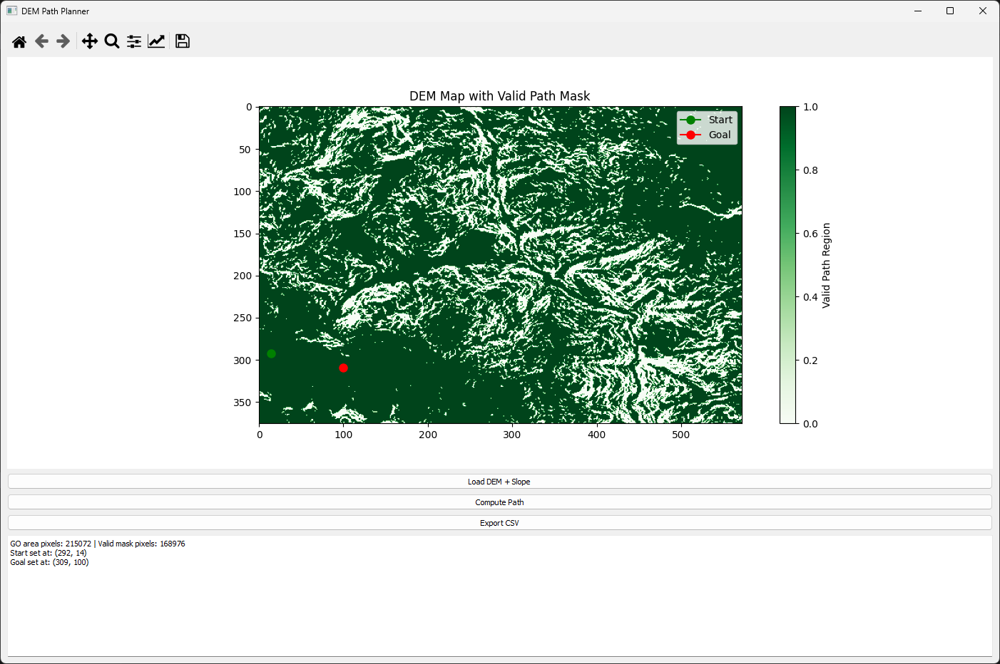 DEM Path Planner
DEM Map with Valid Path Mask
Start
Goal
0
50
100
150
200
250
300
350
0
100
200
300
400
500
1.0
0.8
0.6
0.4
0.2
0.0
Valid Path Region
Load DEM + Slope
Compute Path
Export CSV
GO area pixels: 215072 | Valid mask pixels: 168976
Start set at: (292, 14)
Goal set at: (309, 100)